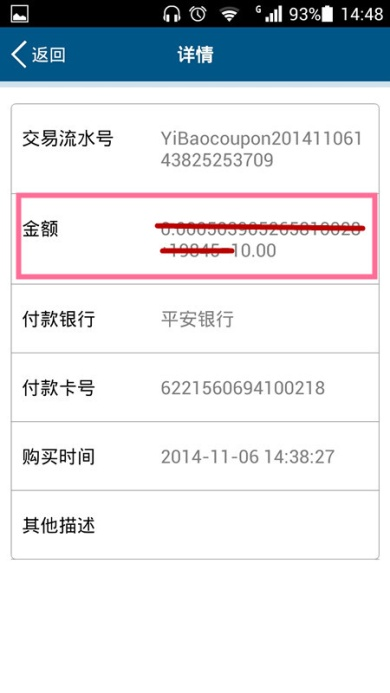 G 93% 14:48
返回 详情
交易流水号 YiBaocoupon201411061
43825253709
金额
10.00
付款银行 平安银行
付款卡号 6221560694100218
购买时间 2014-11-06 14:38:27
其他描述